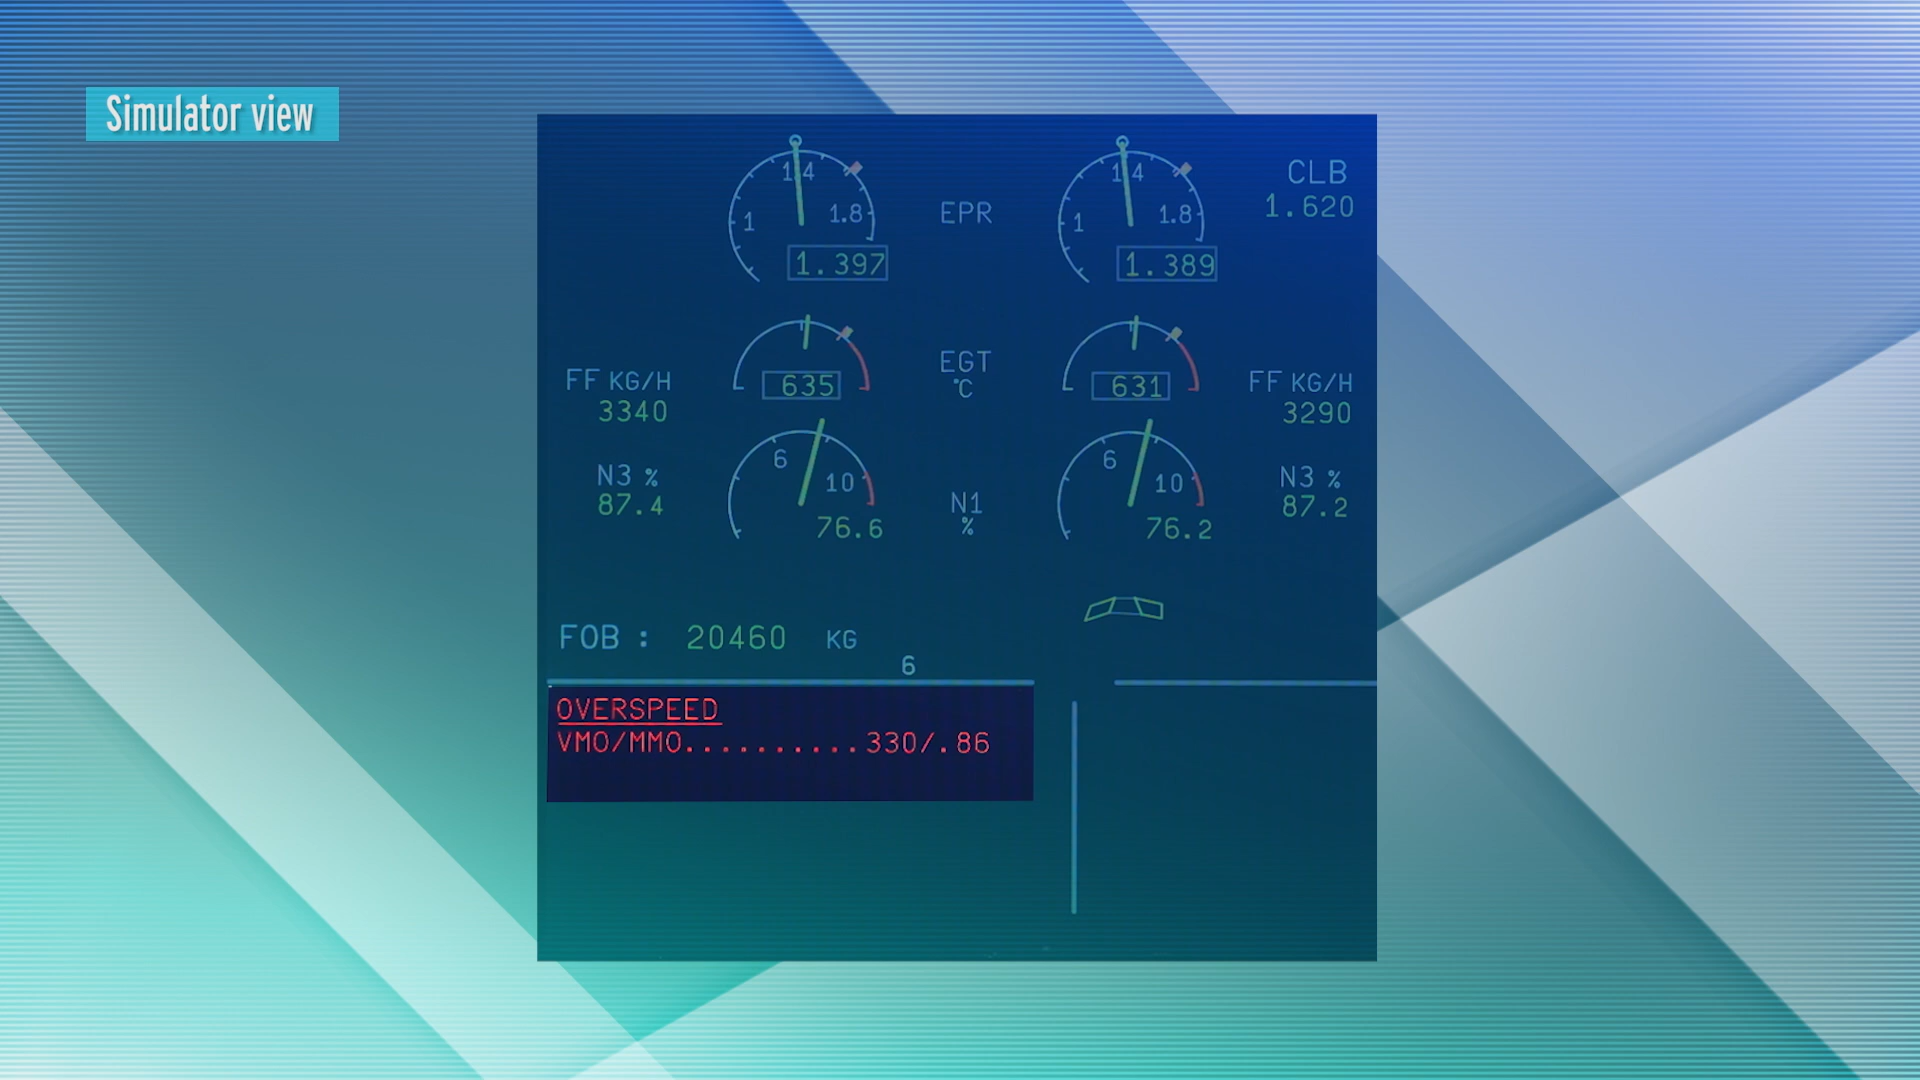 Simulator view
1.4 1.4
CLB
1 1.8 EPR 1 1.8
1.620
1.397 1.389
EGT
°C
FF KG/H 635 631 FF KG/H
3340 3290
6 6
N3 % 10 10 N3 %
87.4 N1 87.2
%
76.6 76.2
FOB : 20460 KG
6
OVERSPEED
VMO/MMO..........330/.86